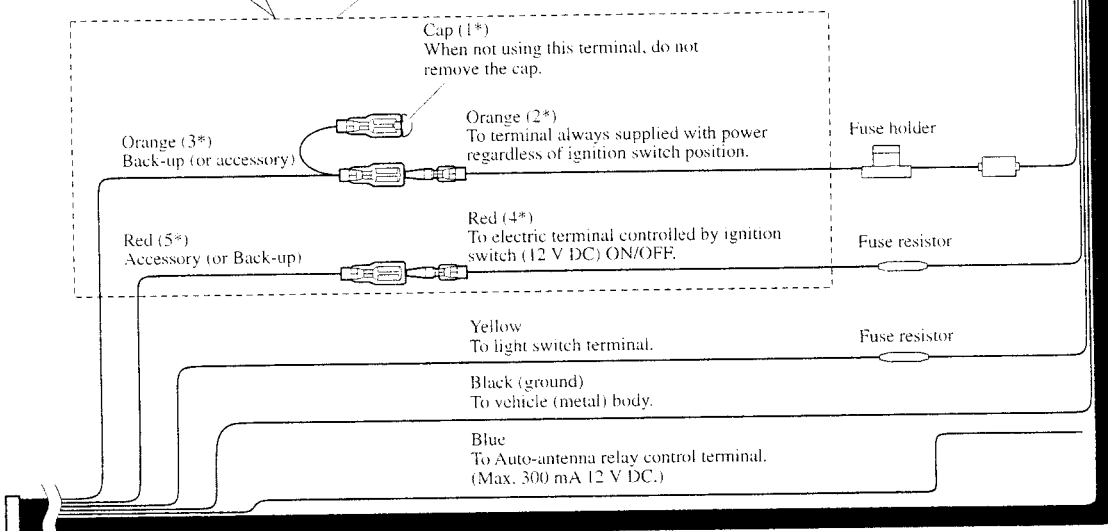 Cap (1*)
When not using this terminal, do not
remove the cap.
Orange (3*)
Back-up (or accessory)
Orange (2*)
To terminal always supplied with power
regardless of ignition switch position.
Fuse holder
Red (5*)
Accessory (or Back-up)
Red (4*)
To electric terminal controlled by ignition
switch (12 V DC) ON/OFF.
Fuse resistor
Yellow
To light switch terminal.
Fuse resistor
Black (ground)
To vehicle (metal) body.
Blue
To Auto-antenna relay control terminal.
(Max. 300 mA 12 V DC.)